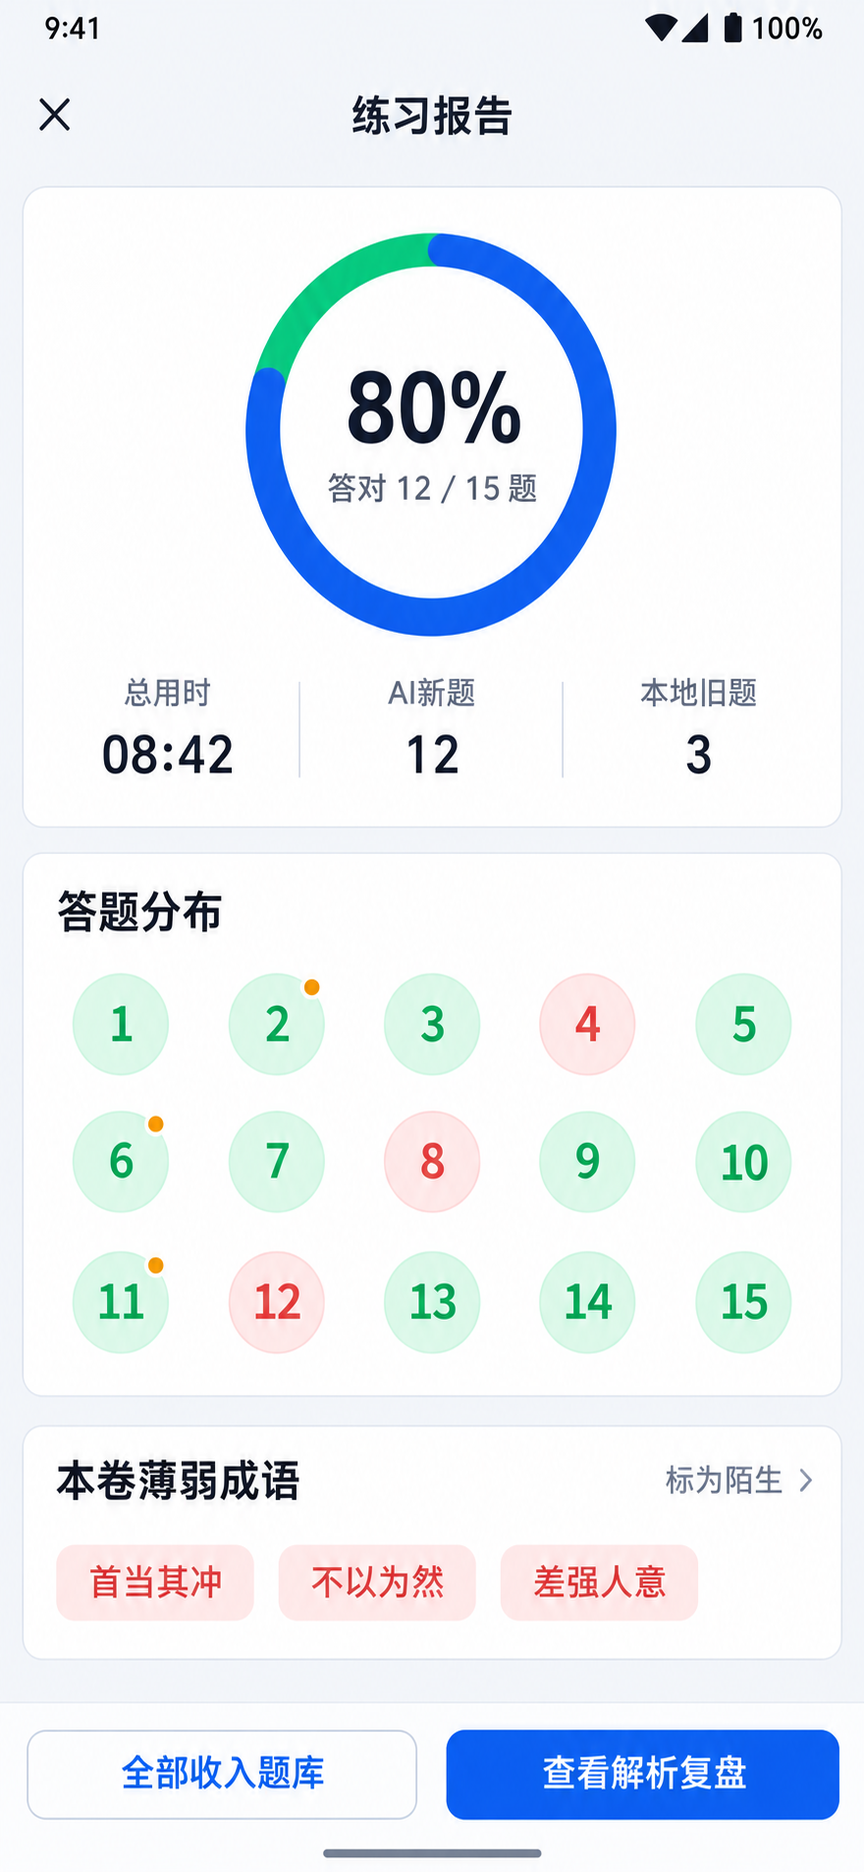 9:41 100%
练习报告
80%
答对 12 / 15 题
总用时 AI新题 本地旧题
08:42 12 3
答题分布
1 2 3 4 5
6 7 8 9 10
11 12 13 14 15
本卷薄弱成语 标为陌生
首当其冲 不以为然 差强人意
全部收入题库 查看解析复盘